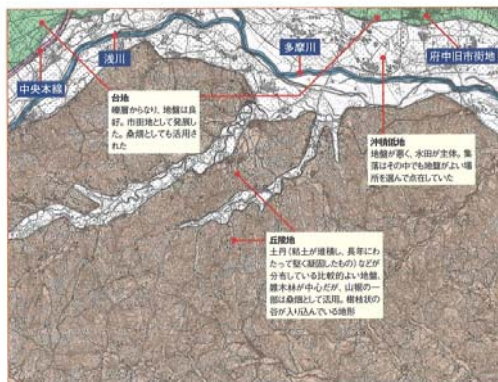 浅川
多摩川
府中旧市街地
中央本線
台地
礫層からなり、地盤は良
好。市街地として発展し
た。桑畑としても活用され
た
沖積低地
地盤が悪く、水田が主体。集
落はその中でも地盤がよい場
所を選んで点在していた
丘陵地
土丹（粘土が堆積し、長年にわ
たって堅く凝固したもの）などが
分布している比較的よい地盤。
雑木林が中心だが、山裾の一
部は桑畑として活用。樹枝状の
谷が入り込んでいる地形